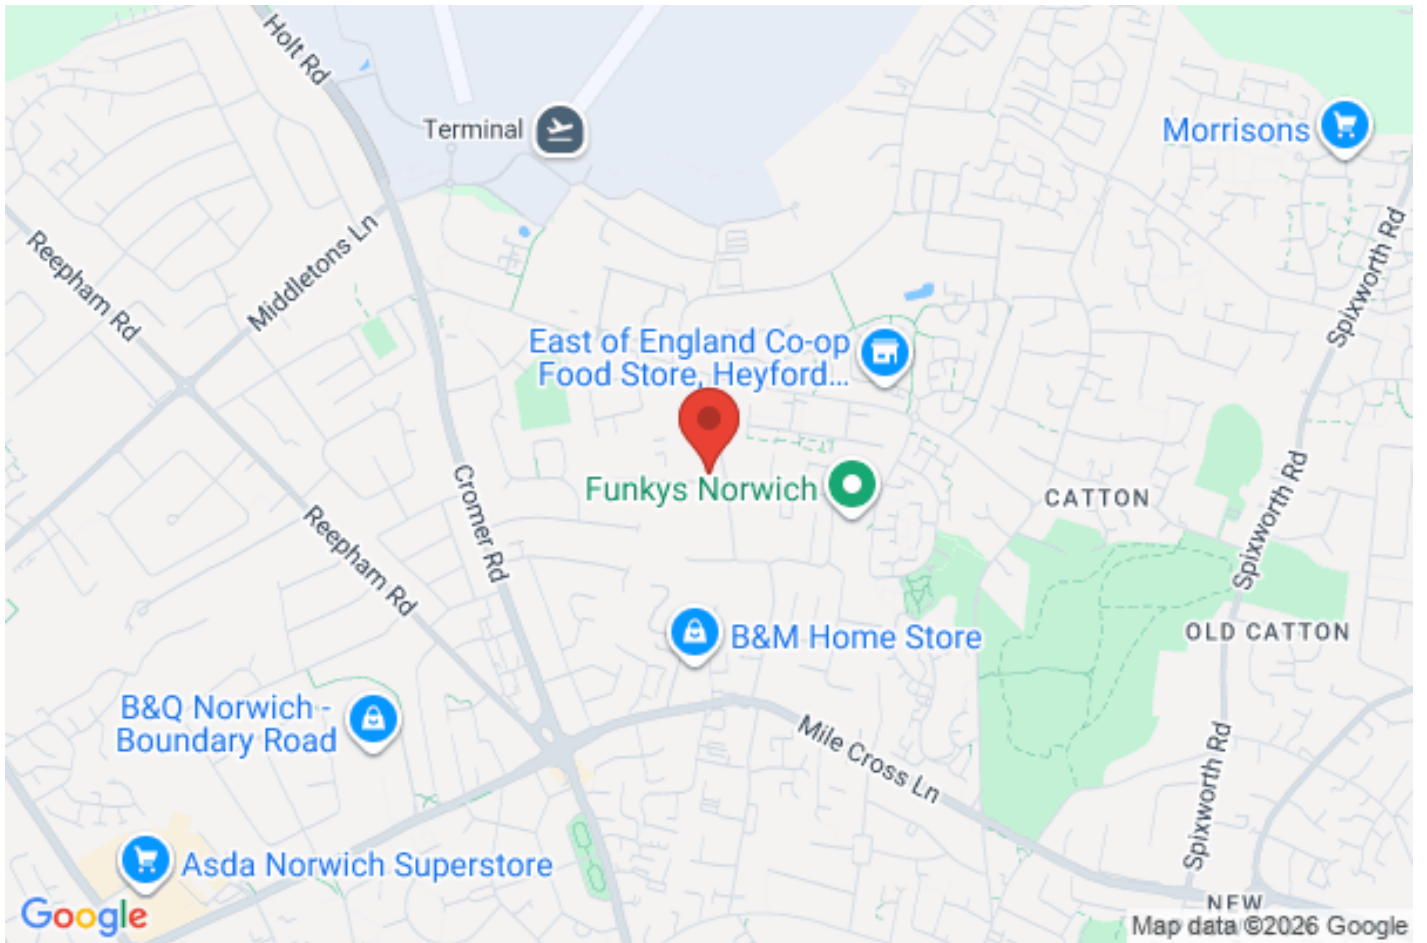 Holt Rd
Terminal
Morrisons
Reepham Rd
Middletons Ln
Spixworth Rd
East of England Co-op
Food Store, Heyford...
Cromer Rd
Funkys Norwich
CATTON
Spixworth Rd
Reepham Rd
B&M Home Store
OLD CATTON
B&Q Norwich -
Boundary Road
Mile Cross Ln
Spixworth Rd
Asda Norwich Superstore
NEW
Google
Map data ©2026 Google